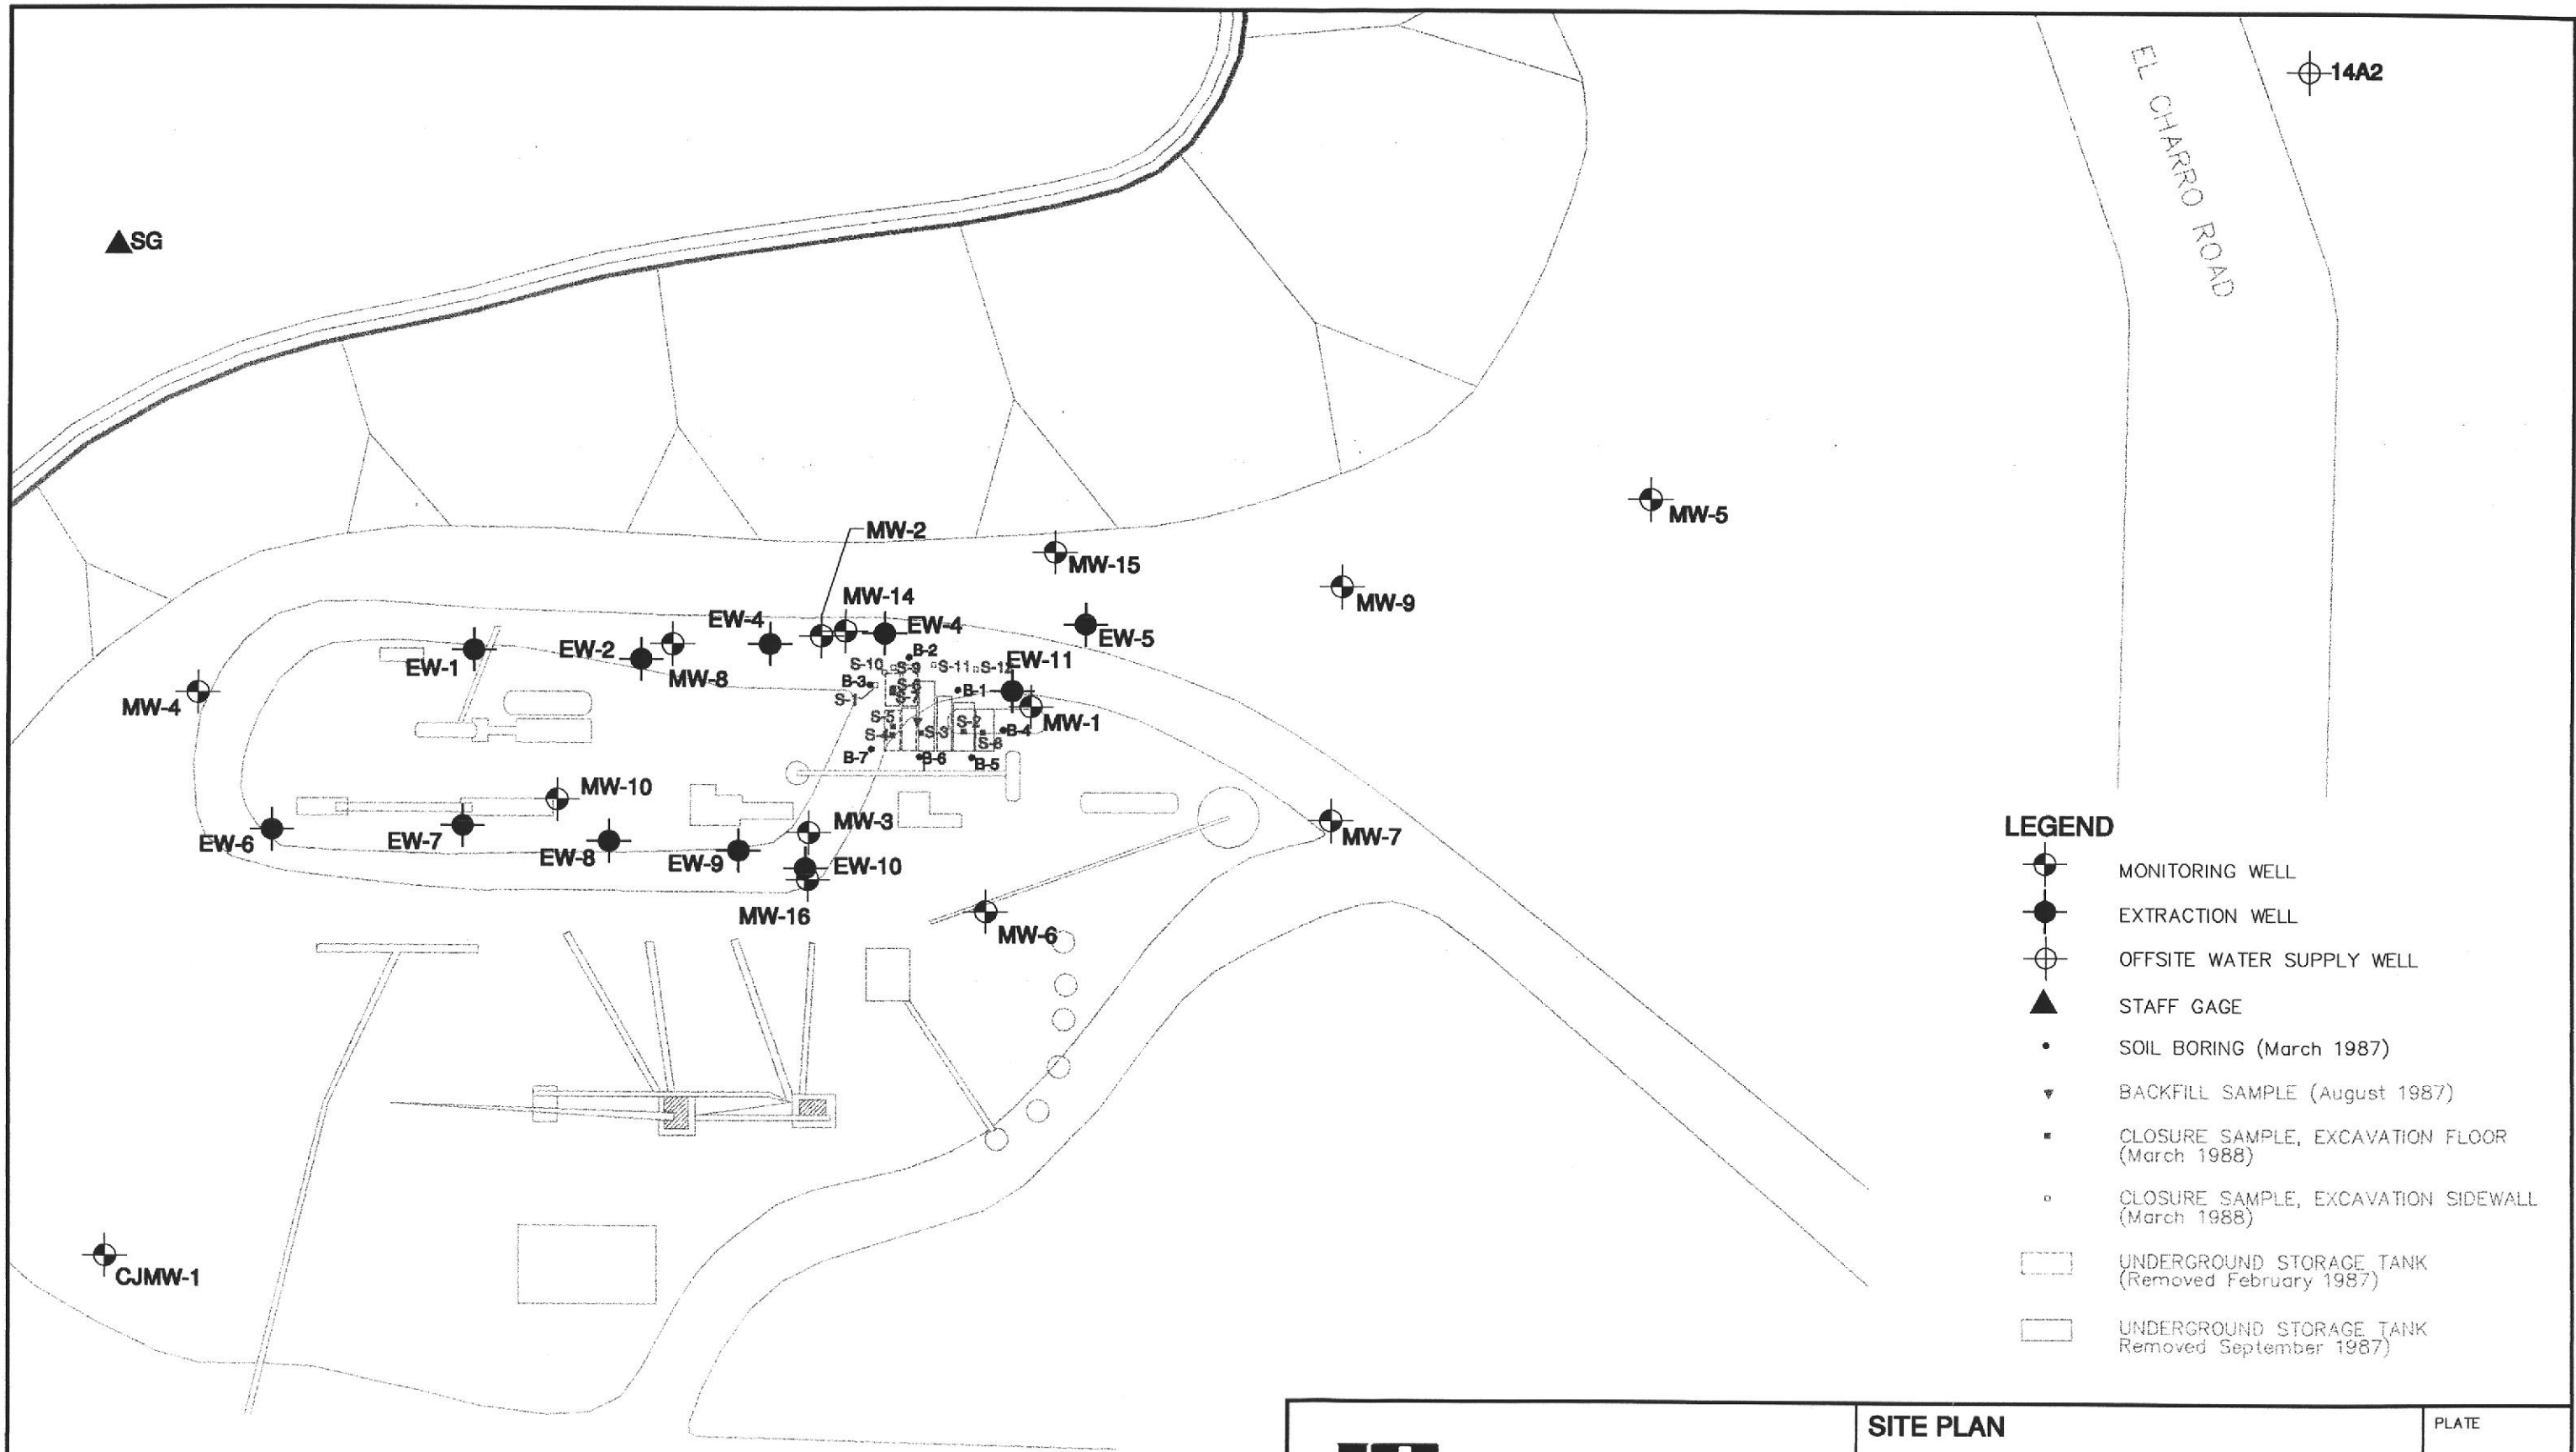 EL CHARRO ROAD
14A2
SG
MW-5
MW-2
MW-15
MW-9
MW-14
EW-4
EW-4
EW-5
EW-2
EW-1
MW-8
B-2
S-10
S-9
S-11
S-12
EW-11
B-3
S-1
B-1
MW-4
MW-1
S-5
S-2
S-3
B-4
S-4
S-6
B-7
B-6
B-5
MW-10
MW-3
MW-7
EW-6
EW-7
EW-8
EW-9
EW-10
MW-16
MW-6
CJMW-1
LEGEND
MONITORING WELL
EXTRACTION WELL
OFFSITE WATER SUPPLY WELL
STAFF GAGE
SOIL BORING (March 1987)
BACKFILL SAMPLE (August 1987)
CLOSURE SAMPLE, EXCAVATION FLOOR
(March 1988)
CLOSURE SAMPLE, EXCAVATION SIDEWALL
(March 1988)
UNDERGROUND STORAGE TANK
(Removed February 1987)
UNDERGROUND STORAGE TANK
Removed September 1987)
SITE PLAN
PLATE